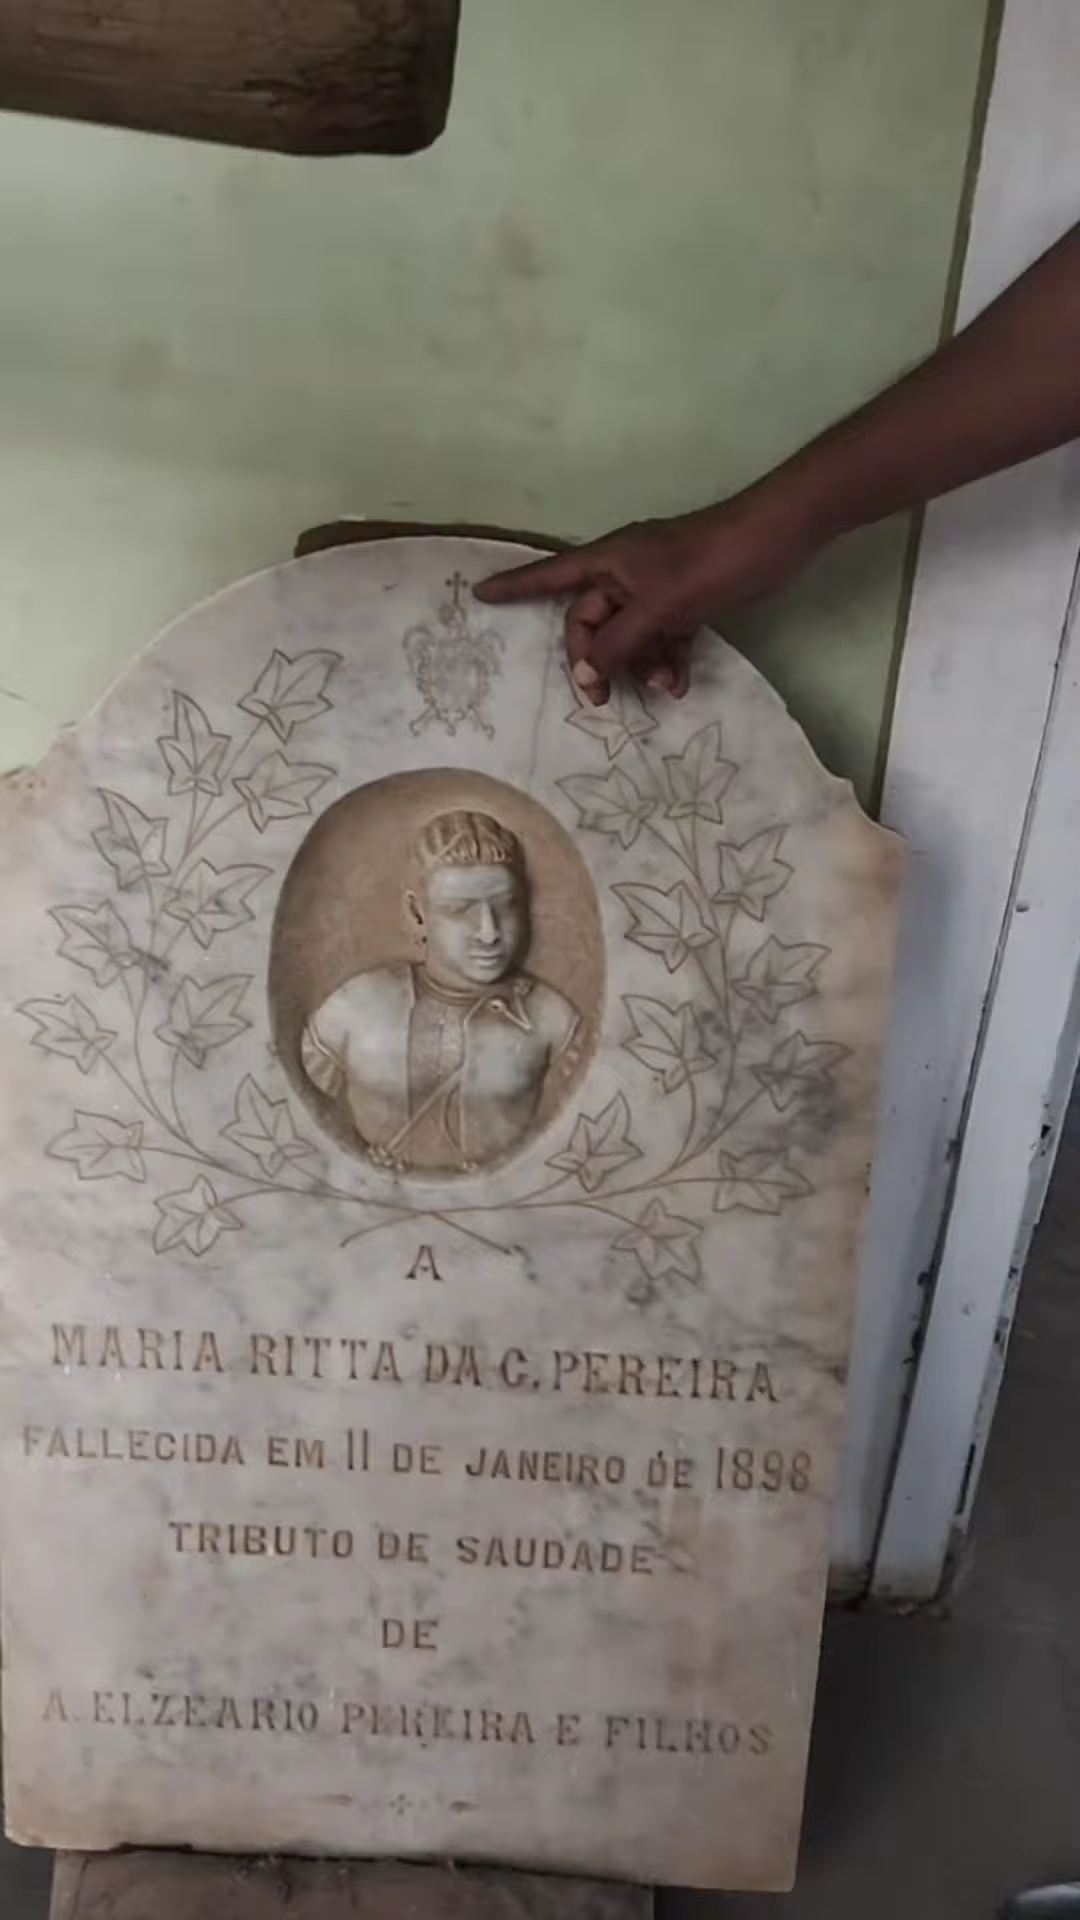 A
MARIA RITTA DA C. PEREIRA
FALLECIDA EM 11 DE JANEIRO DE 1898
TRIBUTO DE SAUDADE
DE
A. ELZEARIO PEREIRA E FILHOS